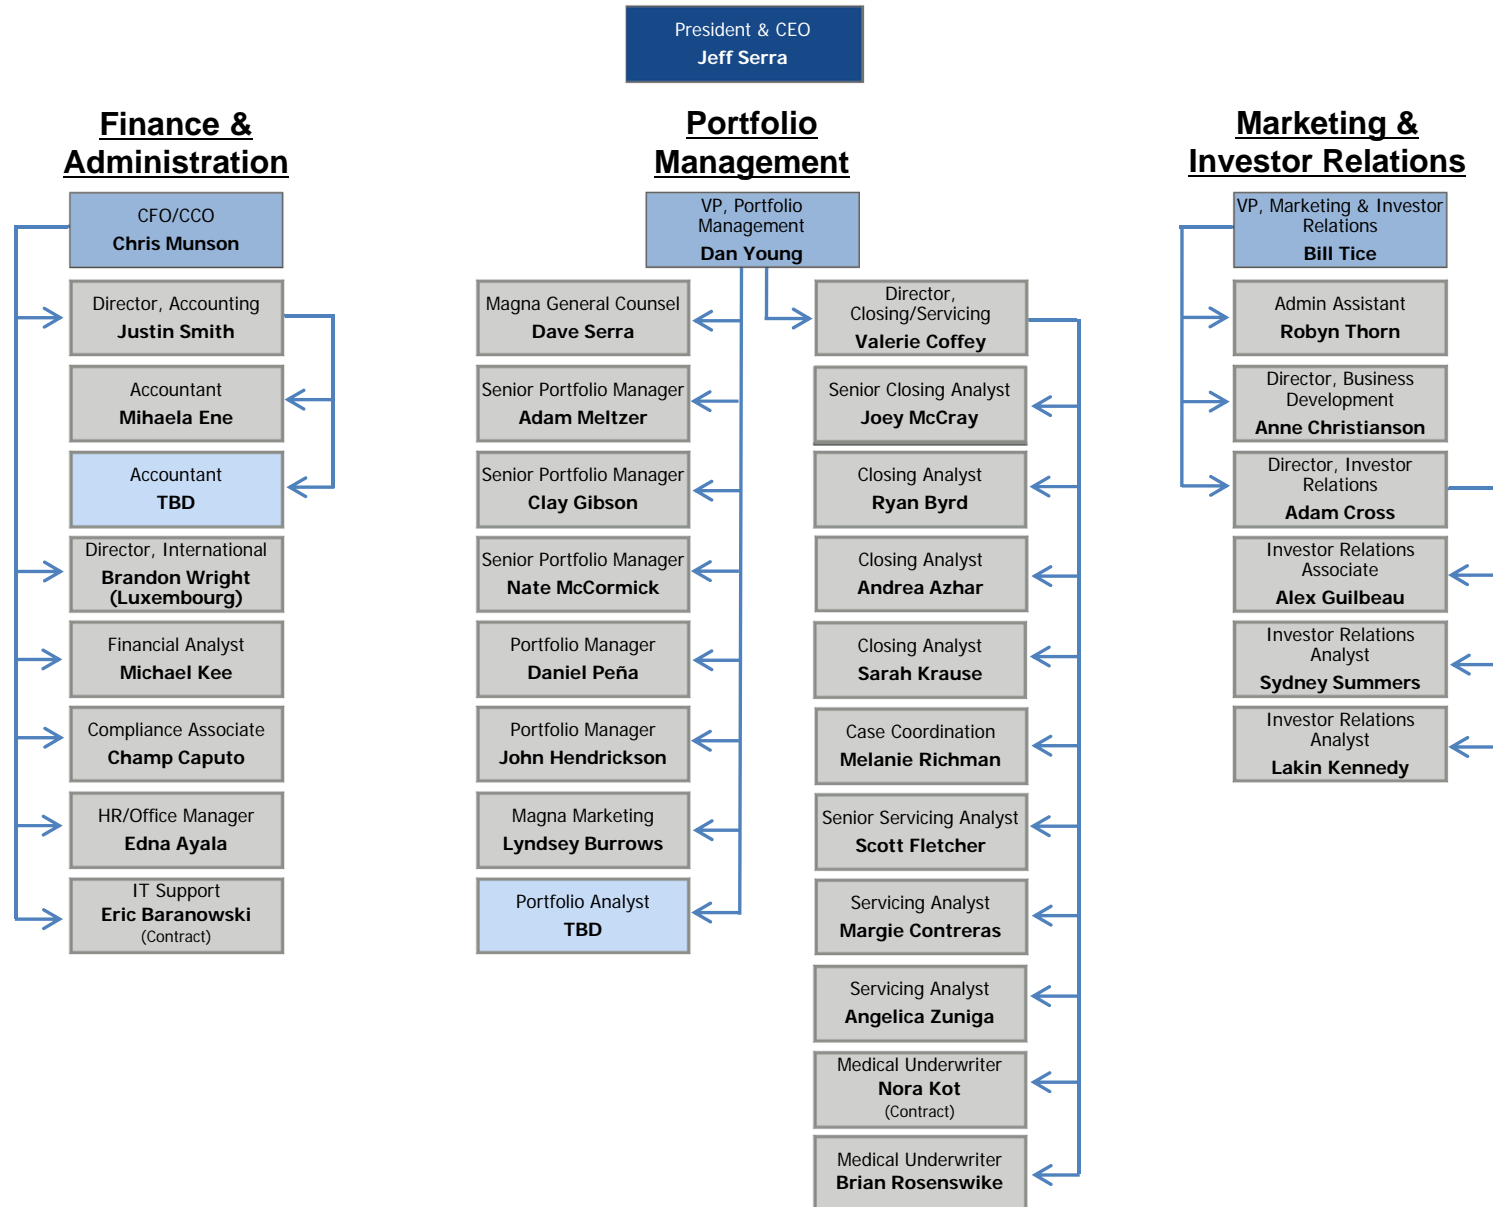 President & CEO
Jeff Serra
Finance &
Administration
CFO/CCO
Chris Munson
Director, Accounting
Justin Smith
Accountant
Mihaela Ene
Accountant
TBD
Director, International
Brandon Wright
(Luxembourg)
Financial Analyst
Michael Kee
Compliance Associate
Champ Caputo
HR/Office Manager
Edna Ayala
IT Support
Eric Baranowski
(Contract)
Portfolio
Management
VP, Portfolio
Management
Dan Young
Magna General Counsel
Dave Serra
Senior Portfolio Manager
Adam Meltzer
Senior Portfolio Manager
Clay Gibson
Senior Portfolio Manager
Nate McCormick
Portfolio Manager
Daniel Peña
Portfolio Manager
John Hendrickson
Magna Marketing
Lyndsey Burrows
Portfolio Analyst
TBD
Director,
Closing/Servicing
Valerie Coffey
Senior Closing Analyst
Joey McCray
Closing Analyst
Ryan Byrd
Closing Analyst
Andrea Azhar
Closing Analyst
Sarah Krause
Case Coordination
Melanie Richman
Senior Servicing Analyst
Scott Fletcher
Servicing Analyst
Margie Contreras
Servicing Analyst
Angelica Zuniga
Medical Underwriter
Nora Kot
(Contract)
Medical Underwriter
Brian Rosenswike
Marketing &
Investor Relations
VP, Marketing & Investor
Relations
Bill Tice
Admin Assistant
Robyn Thorn
Director, Business
Development
Anne Christianson
Director, Investor
Relations
Adam Cross
Investor Relations
Associate
Alex Guilbeau
Investor Relations
Analyst
Sydney Summers
Investor Relations
Analyst
Lakin Kennedy